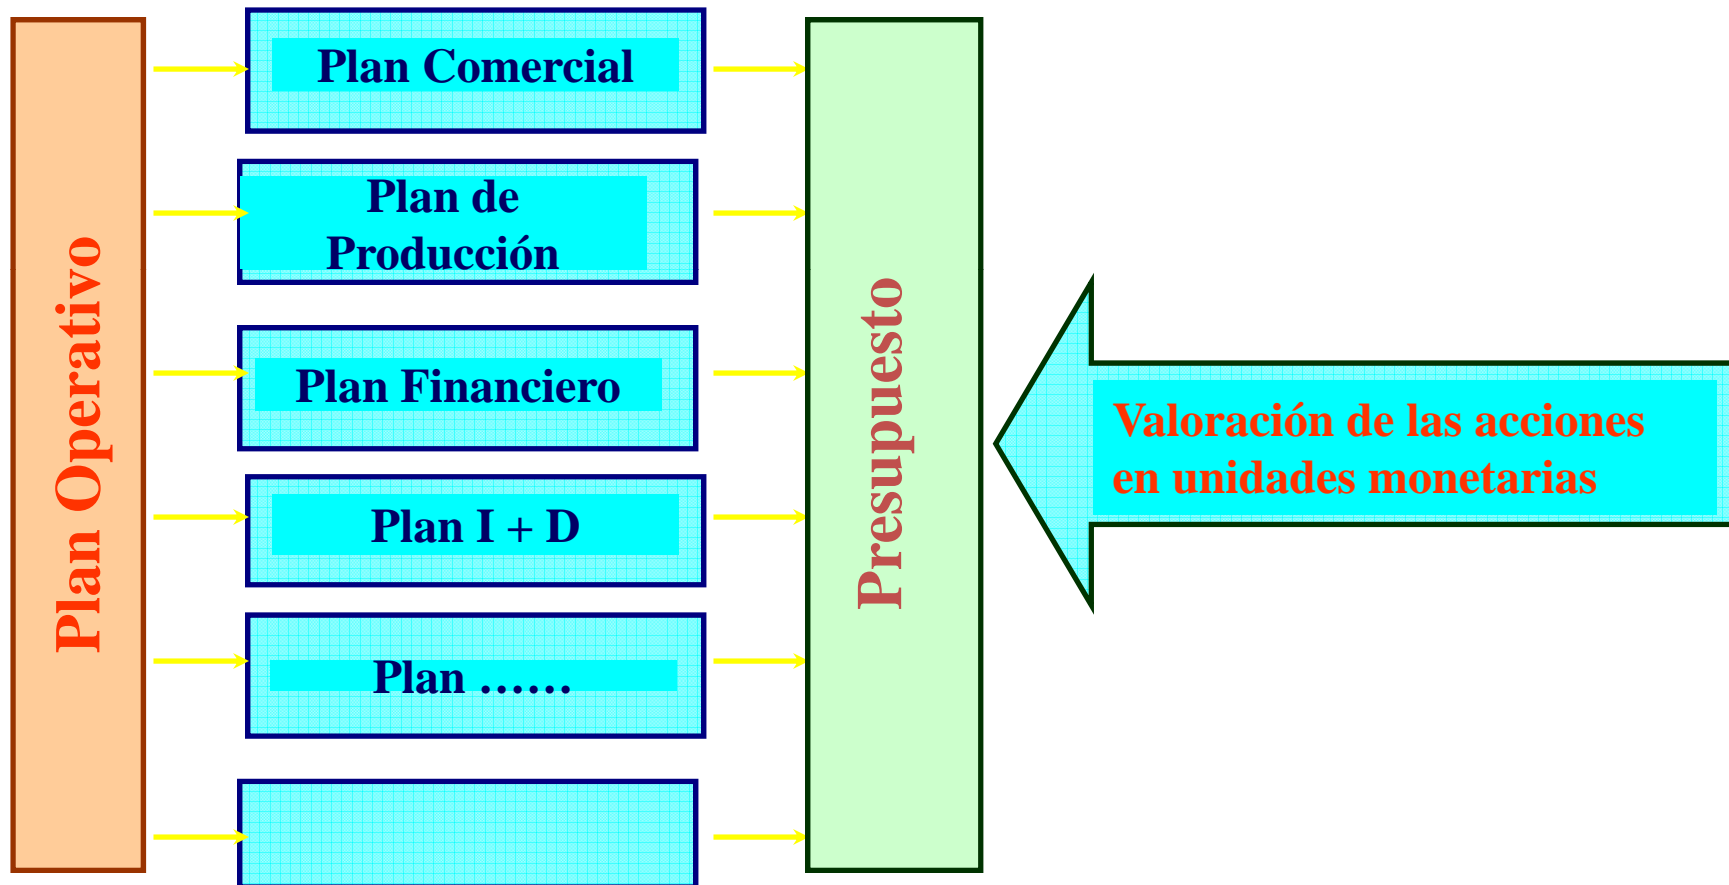 Plan Operativo
Plan Comercial
Plan de
Producción
Plan Financiero
Plan I + D
Plan ……
Presupuesto
Valoración de las acciones
en unidades monetarias